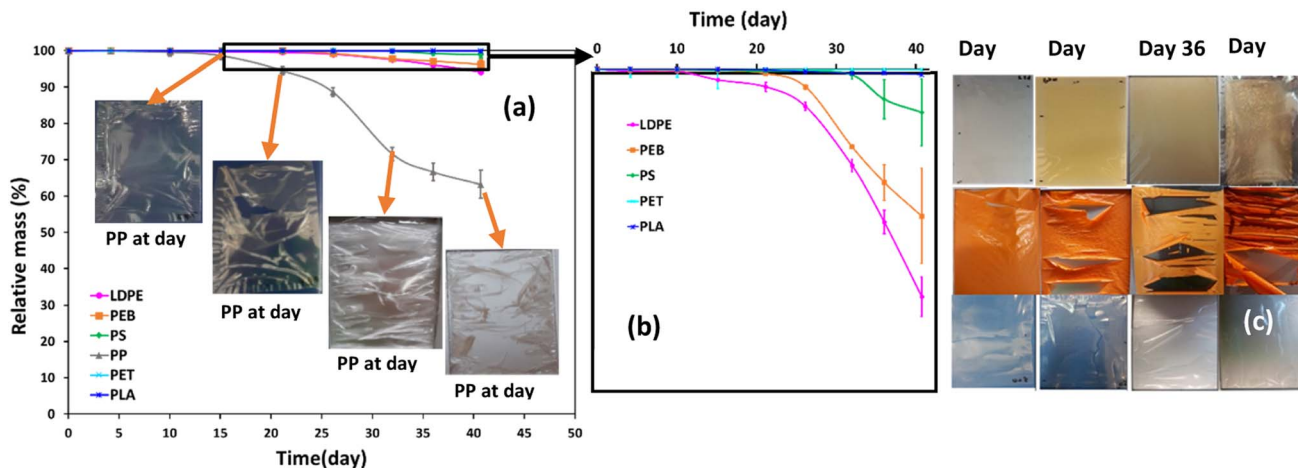 Relative mass (%)
100
90
80
70
60
50
40
30
20
10
0
0 5 10 15 20 25 30 35 40 45 50
Time(day)
(a)
PP at day
PP at day
PP at day
PP at day
LDPE
PEB
PS
PP
PET
PLA
Time (day)
0 10 20 30 40
LDPE
PEB
PS
PET
PLA
(b)
Day Day Day 36 Day
(c)